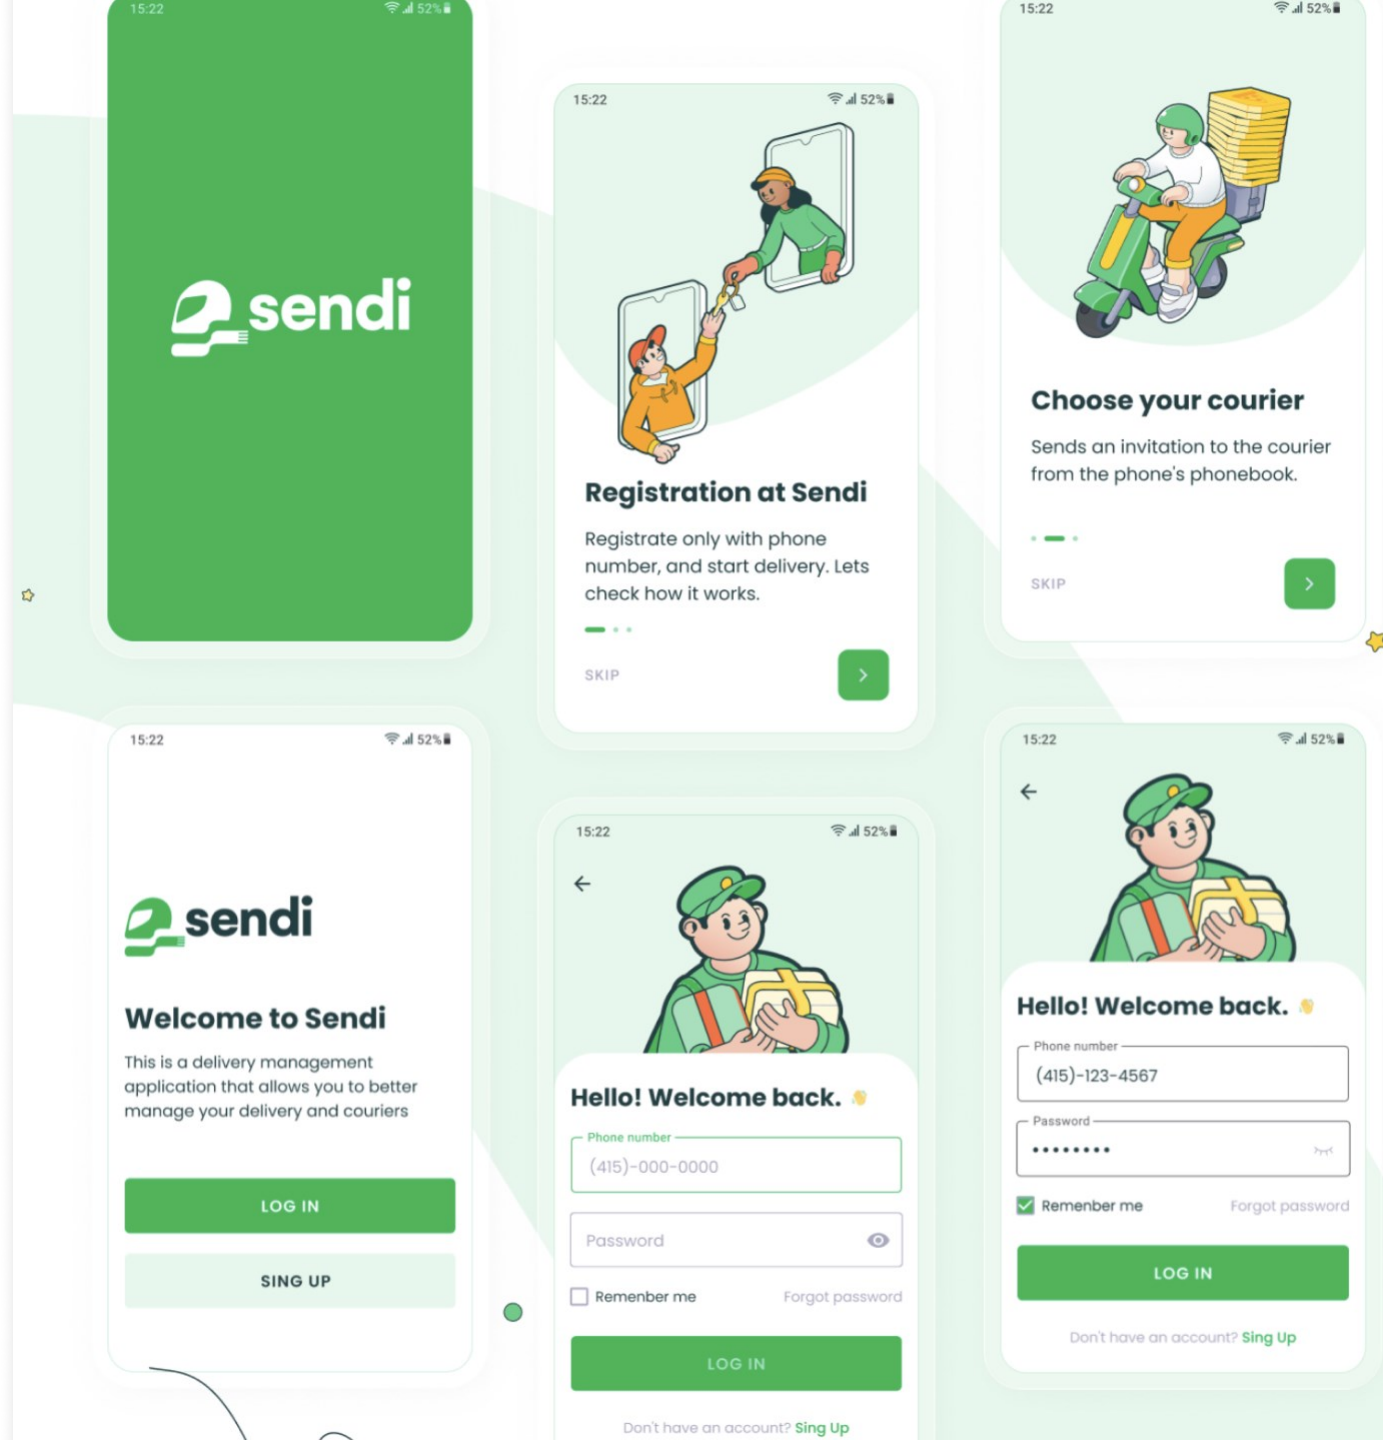 15:22
52%
sendi
15:22
52%
Registration at Sendi
Registrate only with phone
number, and start delivery. Lets
check how it works.
SKIP
15:22
52%
Choose your courier
Sends an invitation to the courier
from the phone's phonebook.
SKIP
15:22
52%
sendi
Welcome to Sendi
This is a delivery management
application that allows you to better
manage your delivery and couriers
LOG IN
SING UP
15:22
52%
Hello! Welcome back. 👋
Phone number
(415)-000-0000
Password
Remenber me
Forgot password
LOG IN
Don't have an account? Sing Up
15:22
52%
Hello! Welcome back. 👋
Phone number
(415)-123-4567
Password
••••••••
Remenber me
Forgot password
LOG IN
Don't have an account? Sing Up